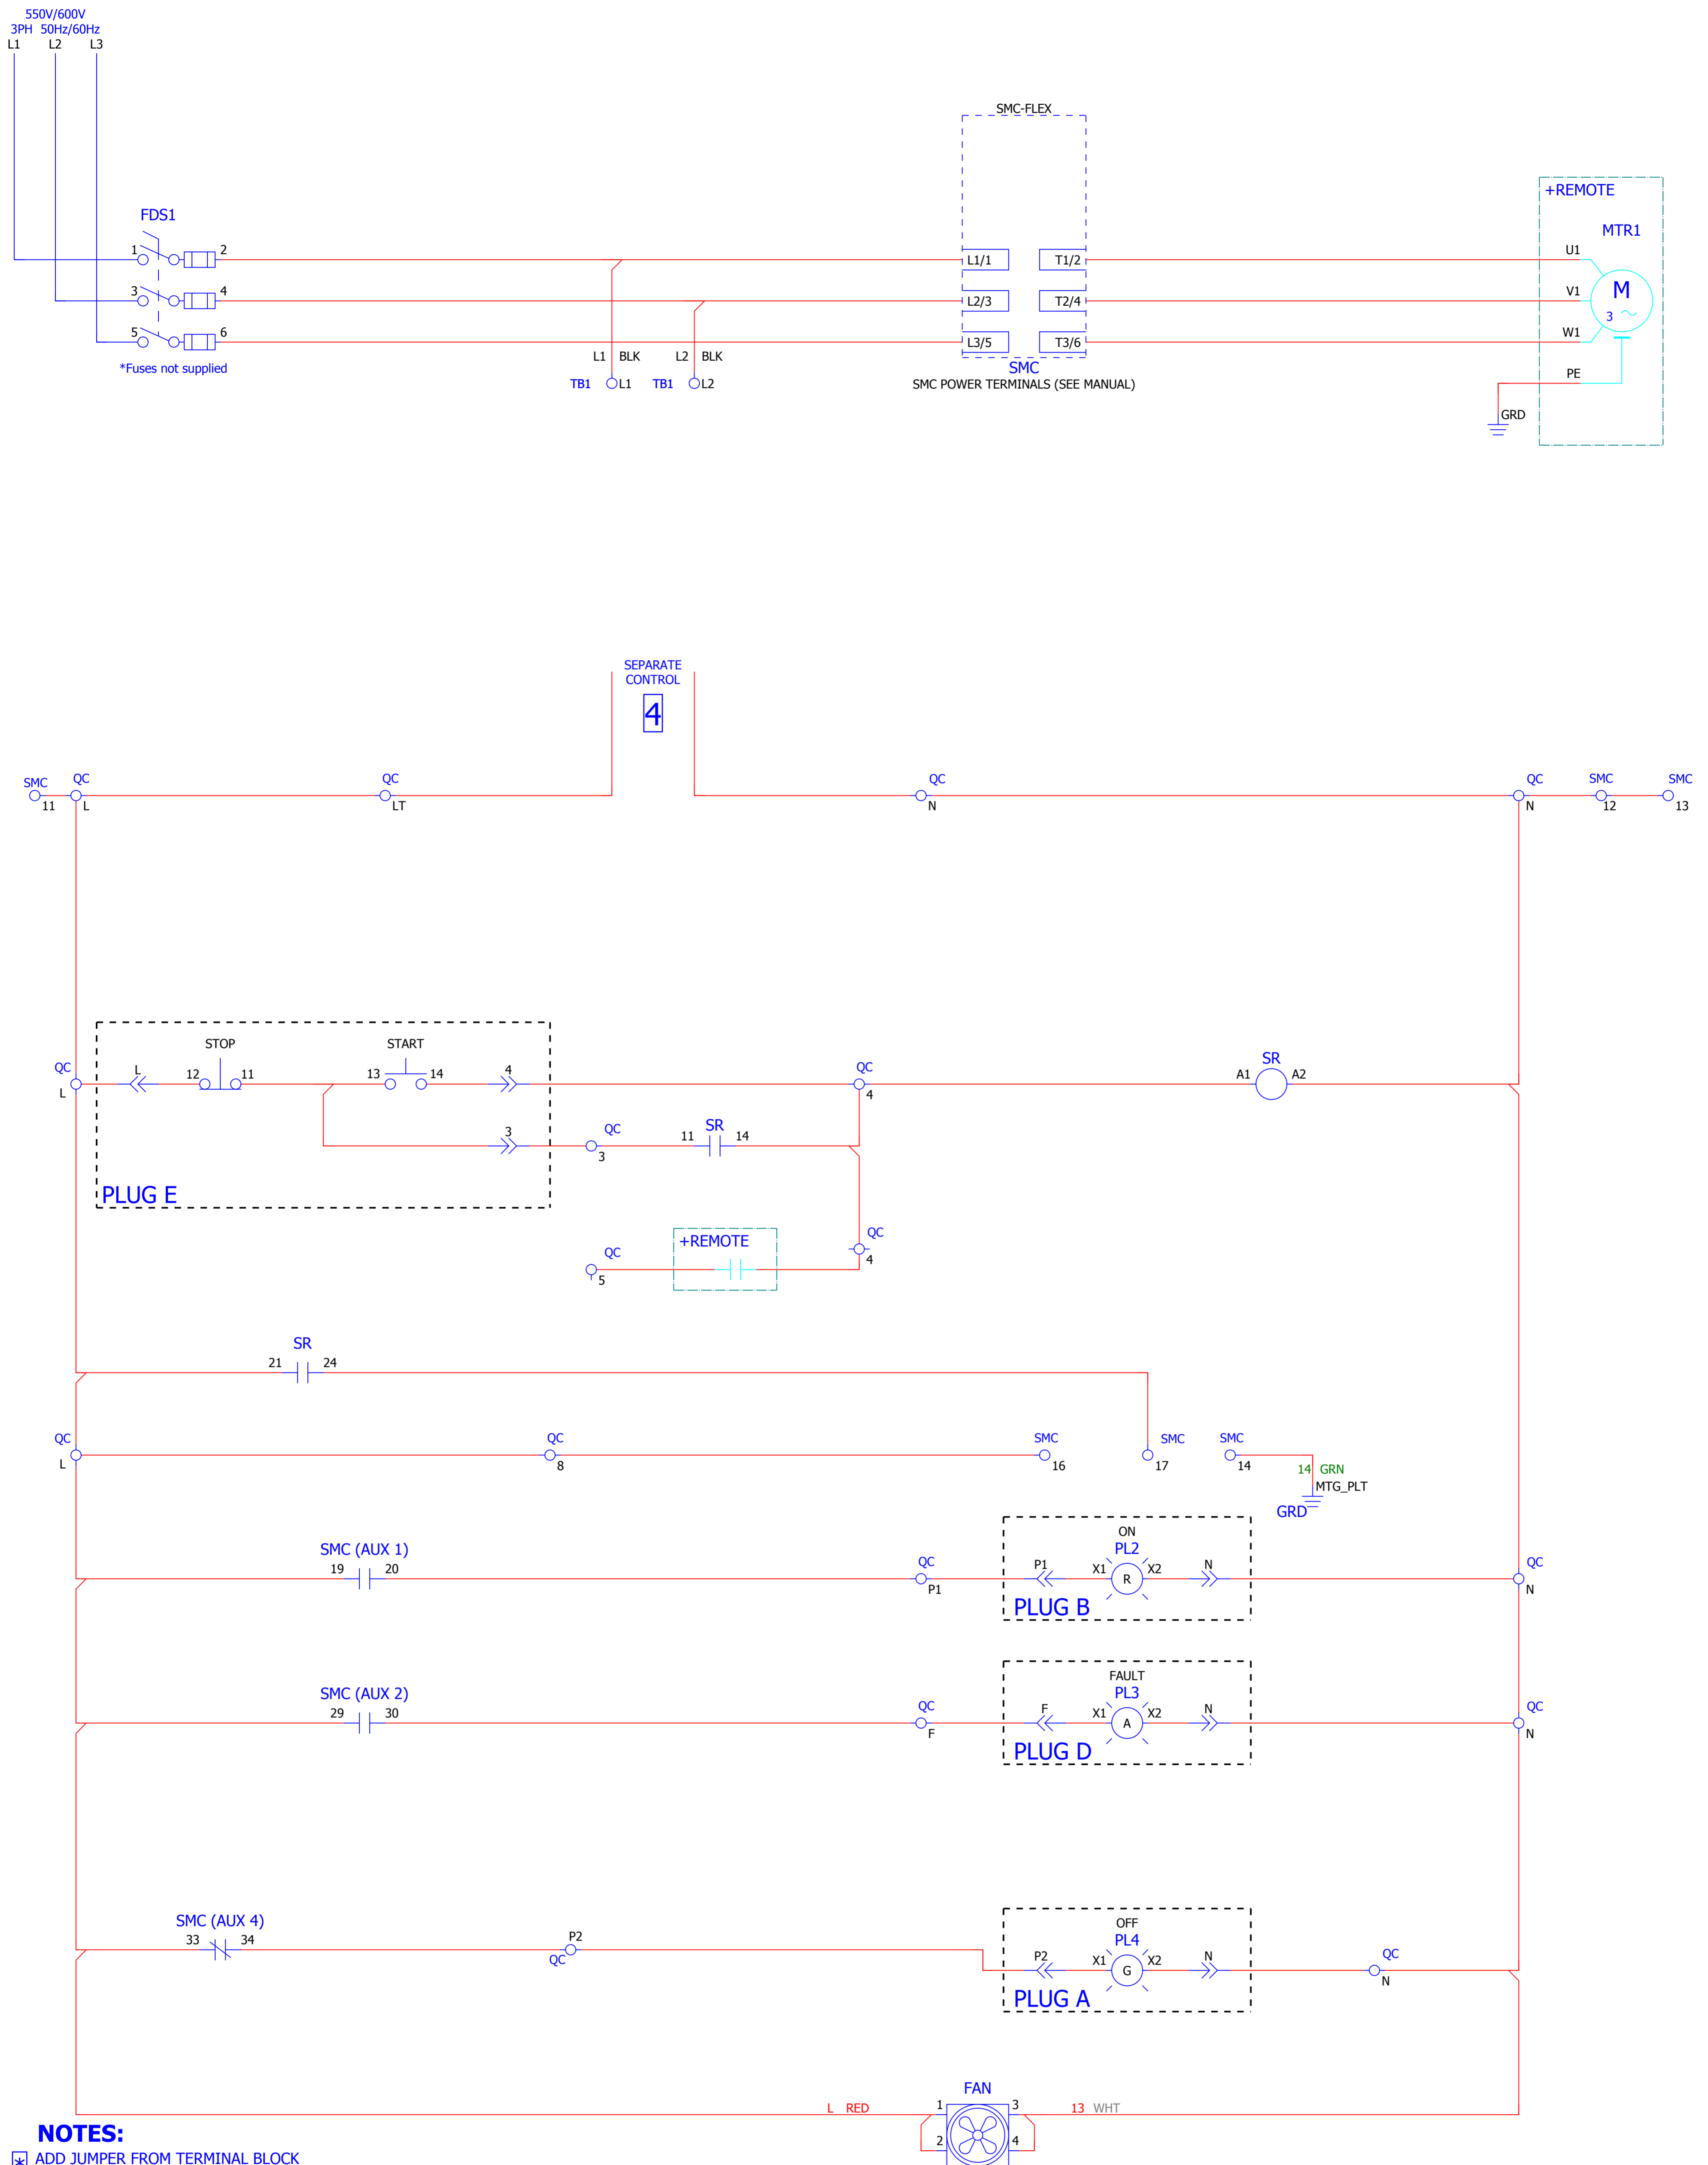 550V/600V
3PH 50Hz/60Hz
L1 L2 L3
SMC-FLEX
+REMOTE
FDS1
MTR1
1 2 L1/1 T1/2 U1
3 4 L2/3 T2/4 V1
M
3
5 6 L3/5 T3/6 W1
L1 BLK L2 BLK
*Fuses not supplied
SMC
TB1 L1 TB1 L2
SMC POWER TERMINALS (SEE MANUAL)
PE
GRD
SEPARATE
CONTROL
4
SMC QC QC QC QC SMC SMC
11 L LT N N 12 13
STOP START
QC L 12 11 13 14 4 QC SR
A1 A2
L 4
3 QC 11 SR 14
3
PLUG E
+REMOTE
QC QC
5 4
SR
21 24
QC QC SMC SMC SMC
L 8 16 17 14
14 GRN
MTG_PLT
GRD
ON
SMC (AUX 1) PL2
19 20 QC P1 X1 R X2 N QC
P1 N
PLUG B
FAULT
SMC (AUX 2) PL3
29 30 QC F X1 A X2 N QC
F N
PLUG D
OFF
SMC (AUX 4) PL4
33 34 P2 P2 X1 G X2 N QC
QC N
PLUG A
FAN
L RED 1 3 13 WHT
2 4
NOTES:
* ADD JUMPER FROM TERMINAL BLOCK